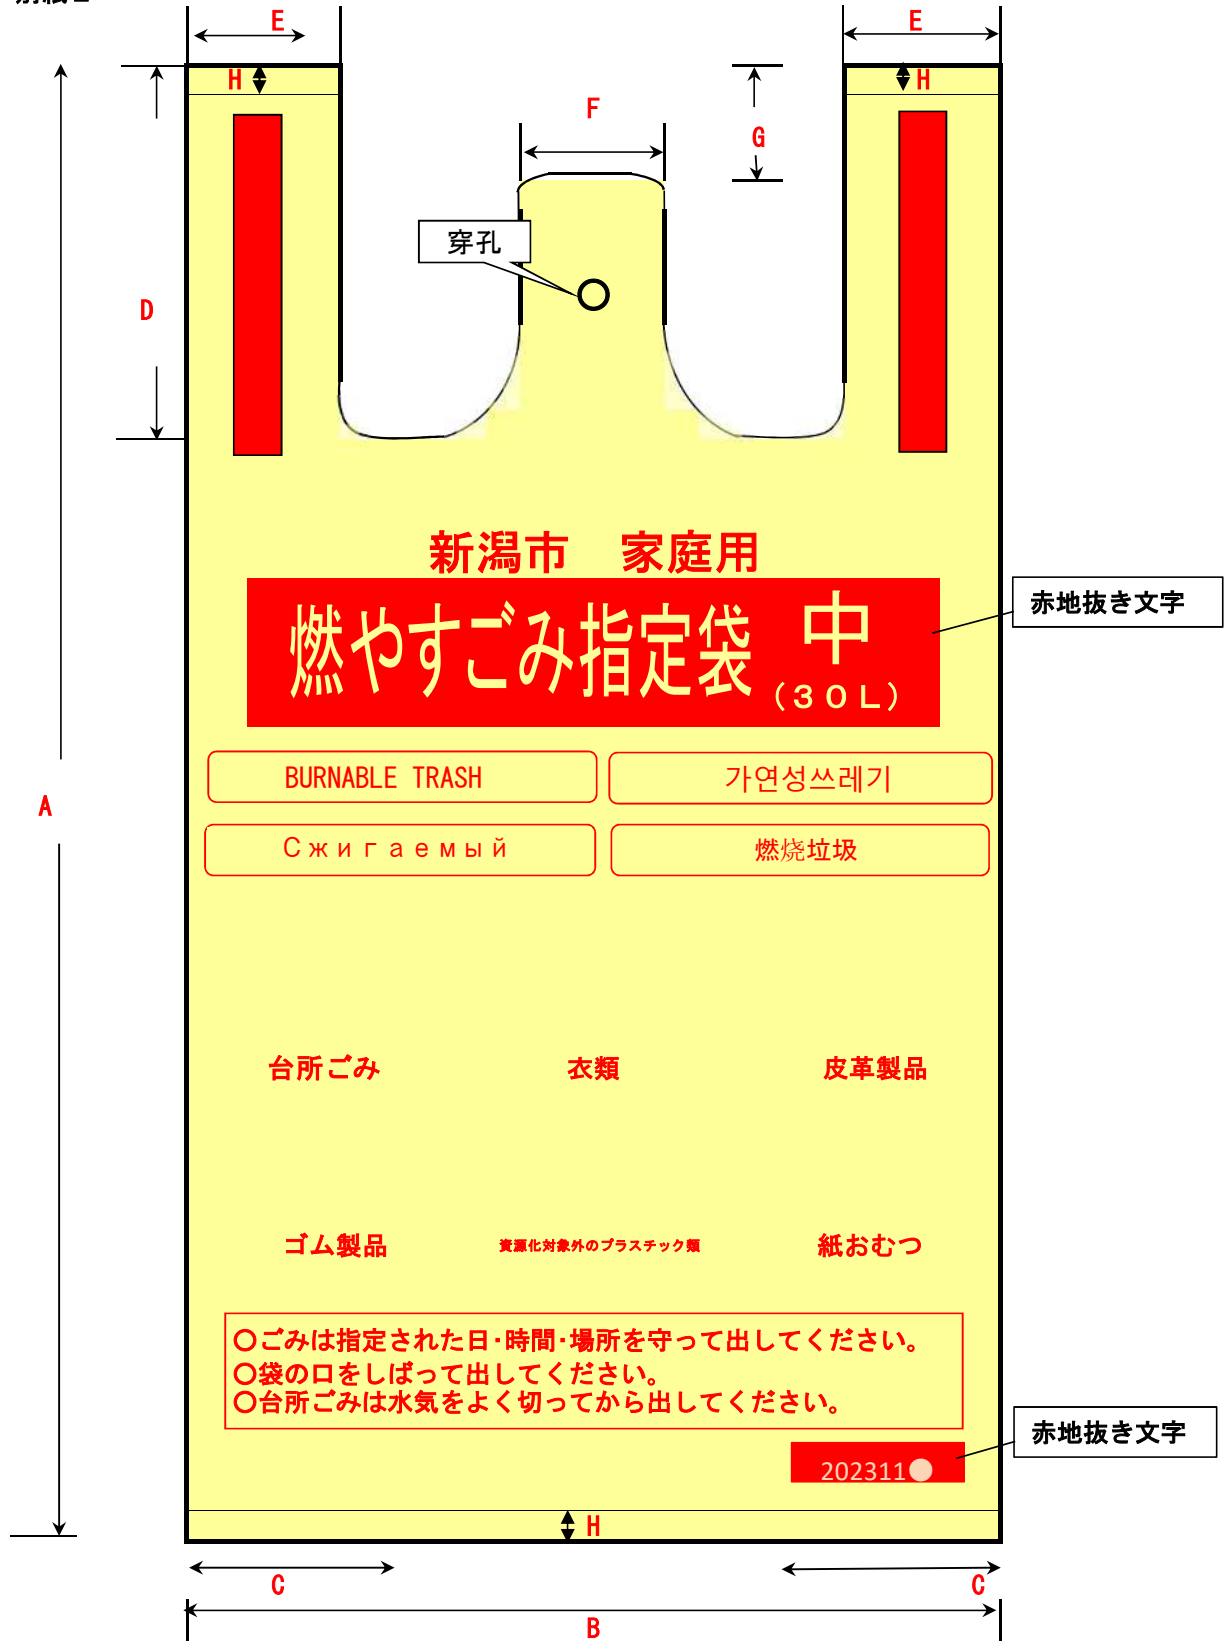 E
E
H
H
F
G
穿孔
D
新潟市　家庭用
燃やすごみ指定袋 中
（３０Ｌ）
赤地抜き文字
BURNABLE TRASH
가연성쓰레기
A
Сжигаемый
燃烧垃圾
台所ごみ
衣類
皮革製品
ゴム製品
資源化対象外のプラスチック類
紙おむつ
○ごみは指定された日･時間･場所を守って出してください。
○袋の口をしばって出してください。
○台所ごみは水気をよく切ってから出してください。
赤地抜き文字
202311●
H
C
C
B